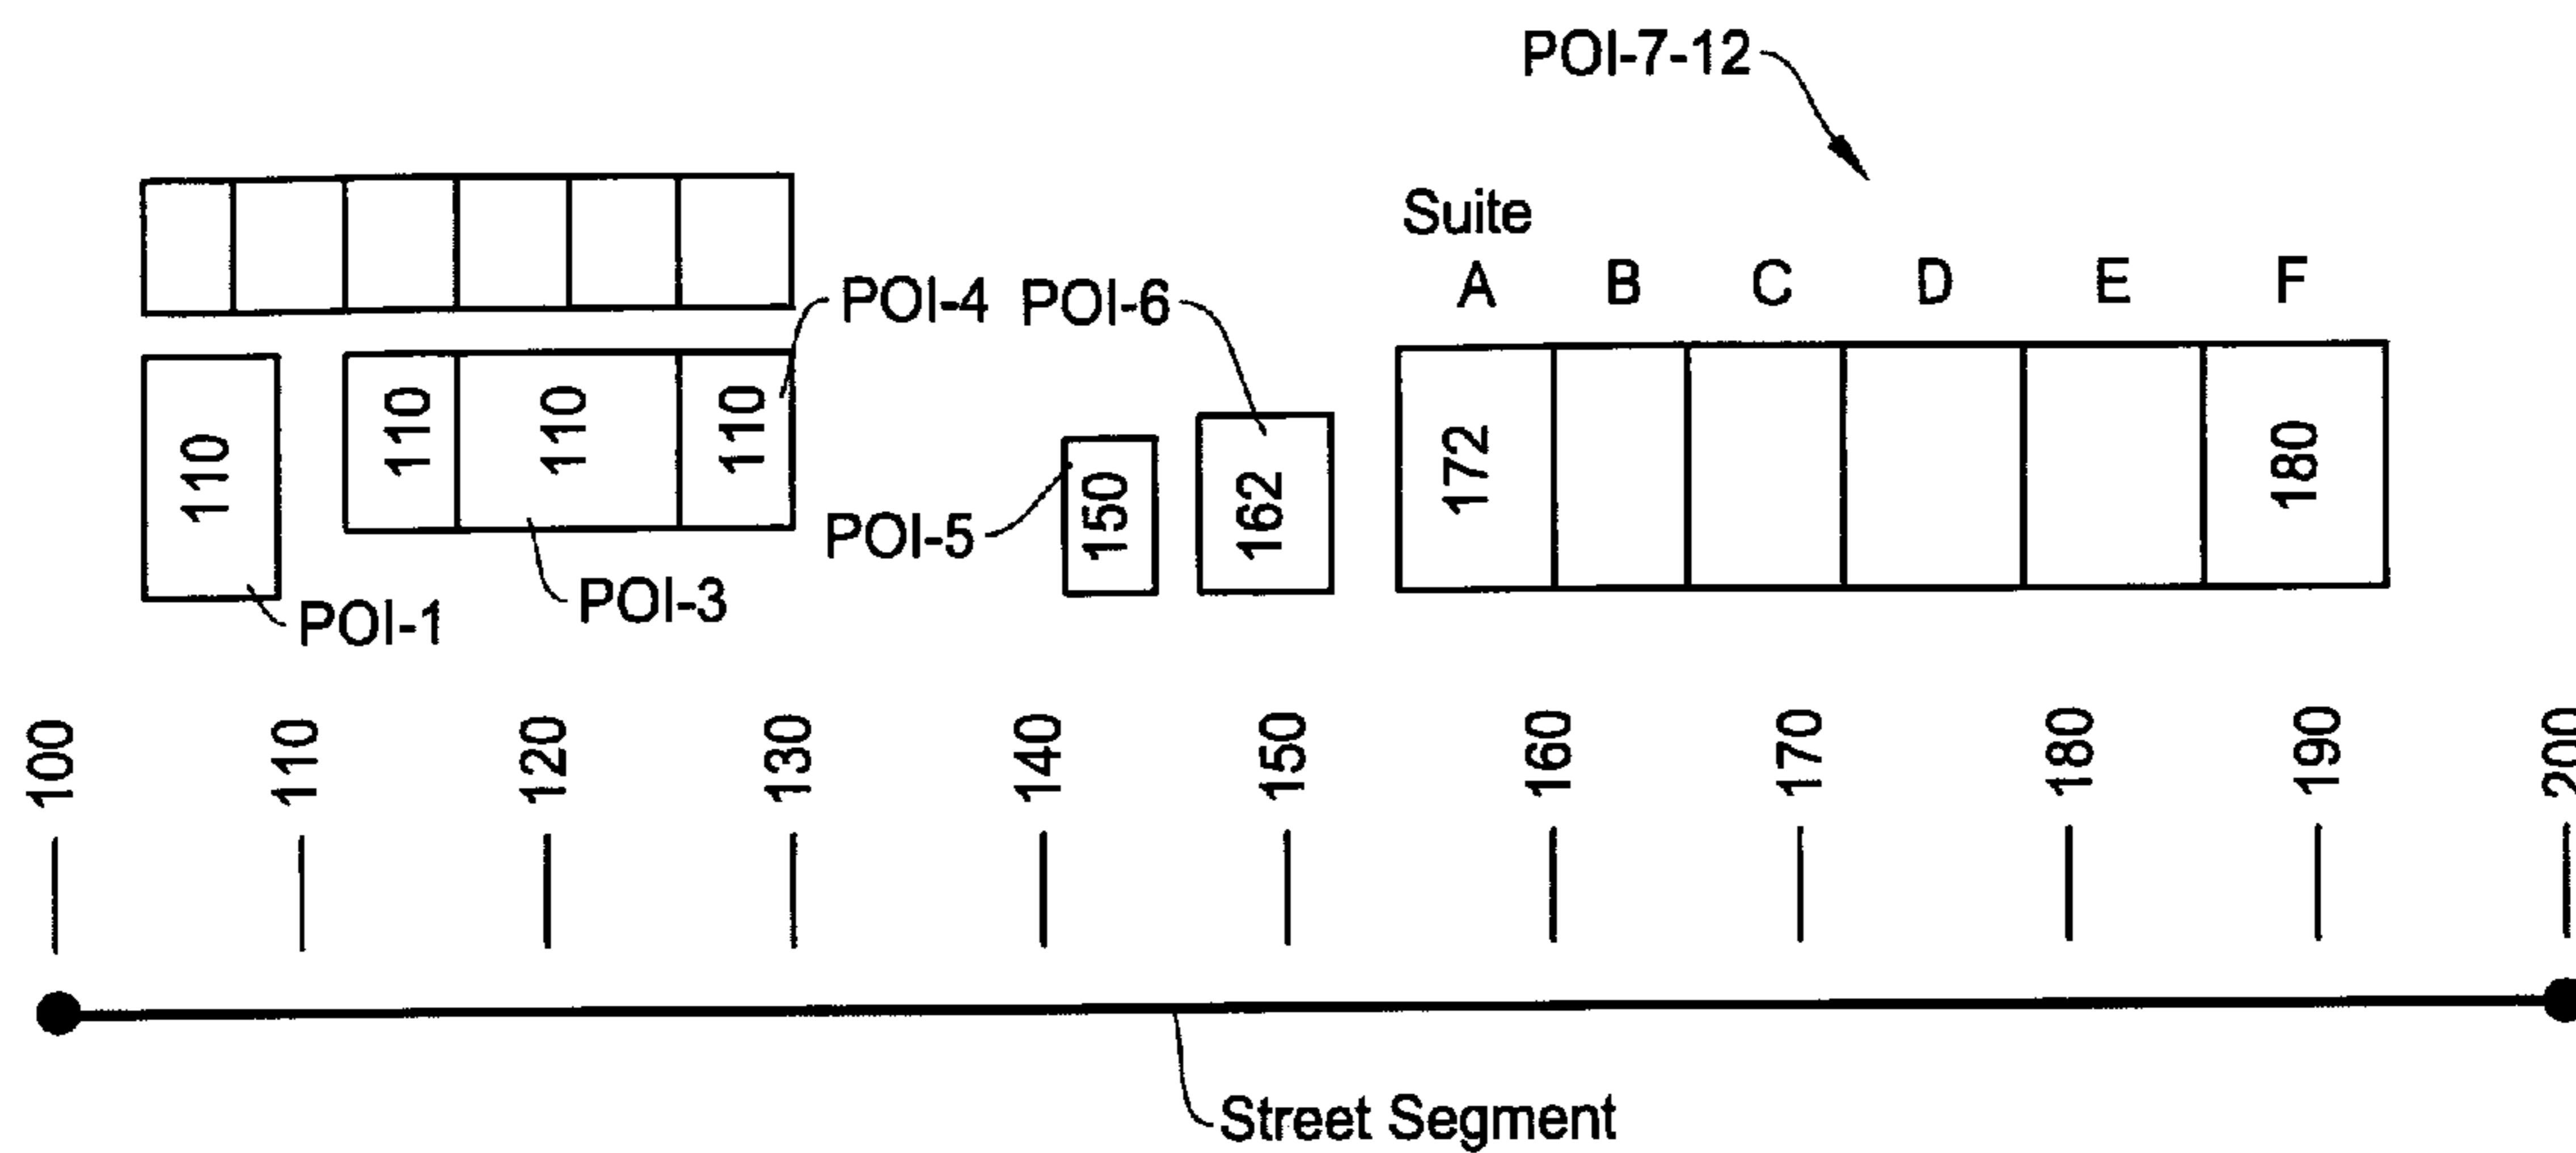 POI-7-12
Suite
A B C D E F
POI-4 POI-6
110 110 110 110 150 162 172 180
POI-5
POI-3
POI-1
100 110 120 130 140 150 160 170 180 190 200
Street Segment